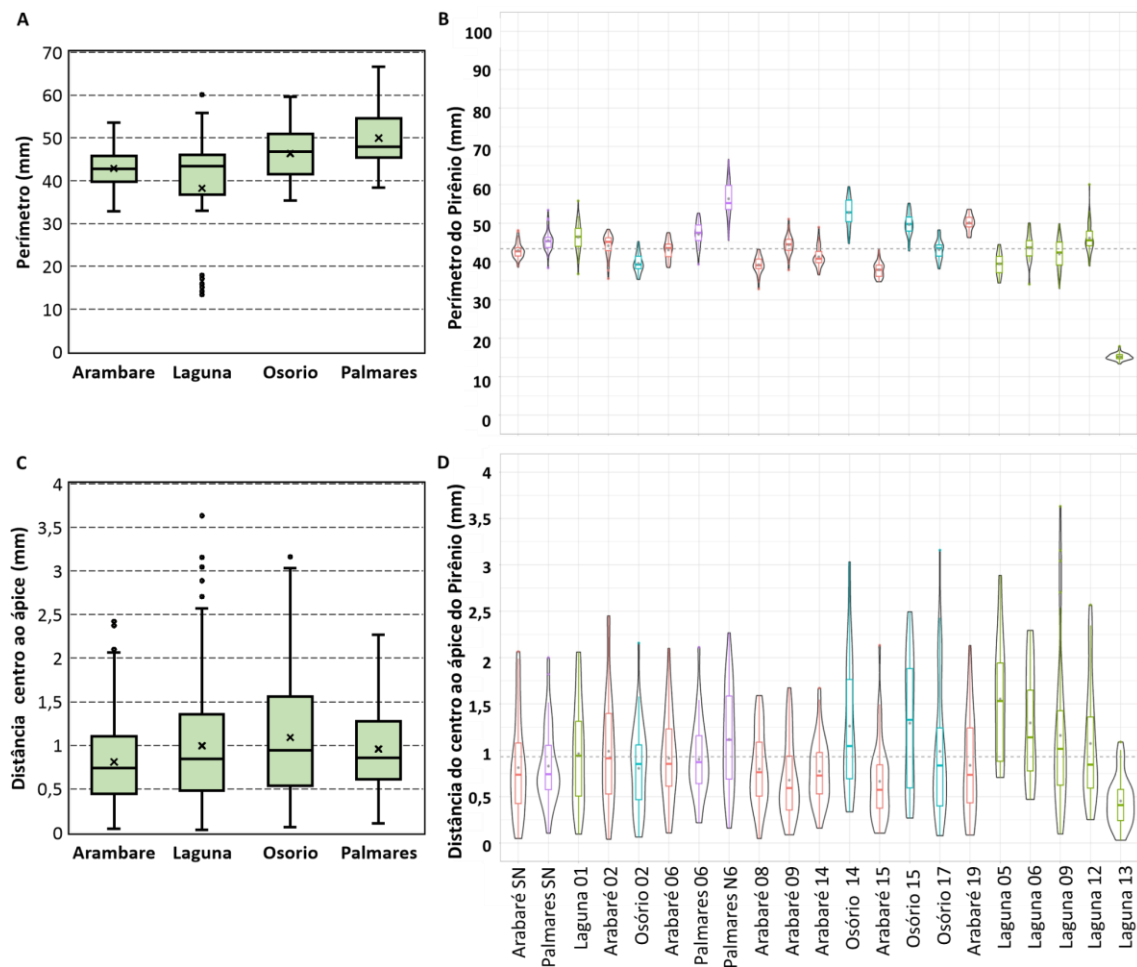 A
Perímetro (mm)
70
60
50
40
30
20
10
0
Arambare Laguna Osorio Palmares
B
Perímetro do Pirênio (mm)
100
90
80
70
60
50
40
30
20
10
0
C
Distância centro ao ápice (mm)
4
3,5
3
2,5
2
1,5
1
0,5
0
Arambare Laguna Osorio Palmares
D
Distância do centro ao ápice do Pirênio (mm)
4
3,5
3
2,5
2
1,5
1
0,5
0
Arabaré SN
Palmares SN
Laguna 01
Arabaré 02
Osório 02
Arabaré 06
Palmares 06
Palmares N6
Arabaré 08
Arabaré 09
Arabaré 14
Osório 14
Arabaré 15
Osório 15
Osório 17
Arabaré 19
Laguna 05
Laguna 06
Laguna 09
Laguna 12
Laguna 13